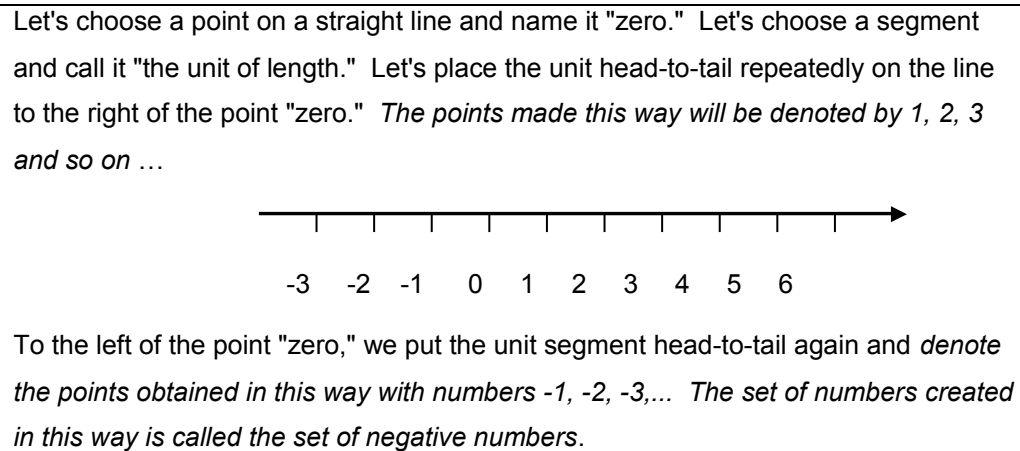 Let's choose a point on a straight line and name it "zero."  Let's choose a segment
and call it "the unit of length."  Let's place the unit head-to-tail repeatedly on the line
to the right of the point "zero."  The points made this way will be denoted by 1, 2, 3
and so on …
-3 -2 -1 0 1 2 3 4 5 6
To the left of the point "zero," we put the unit segment head-to-tail again and denote
the points obtained in this way with numbers -1, -2, -3,...  The set of numbers created
in this way is called the set of negative numbers.